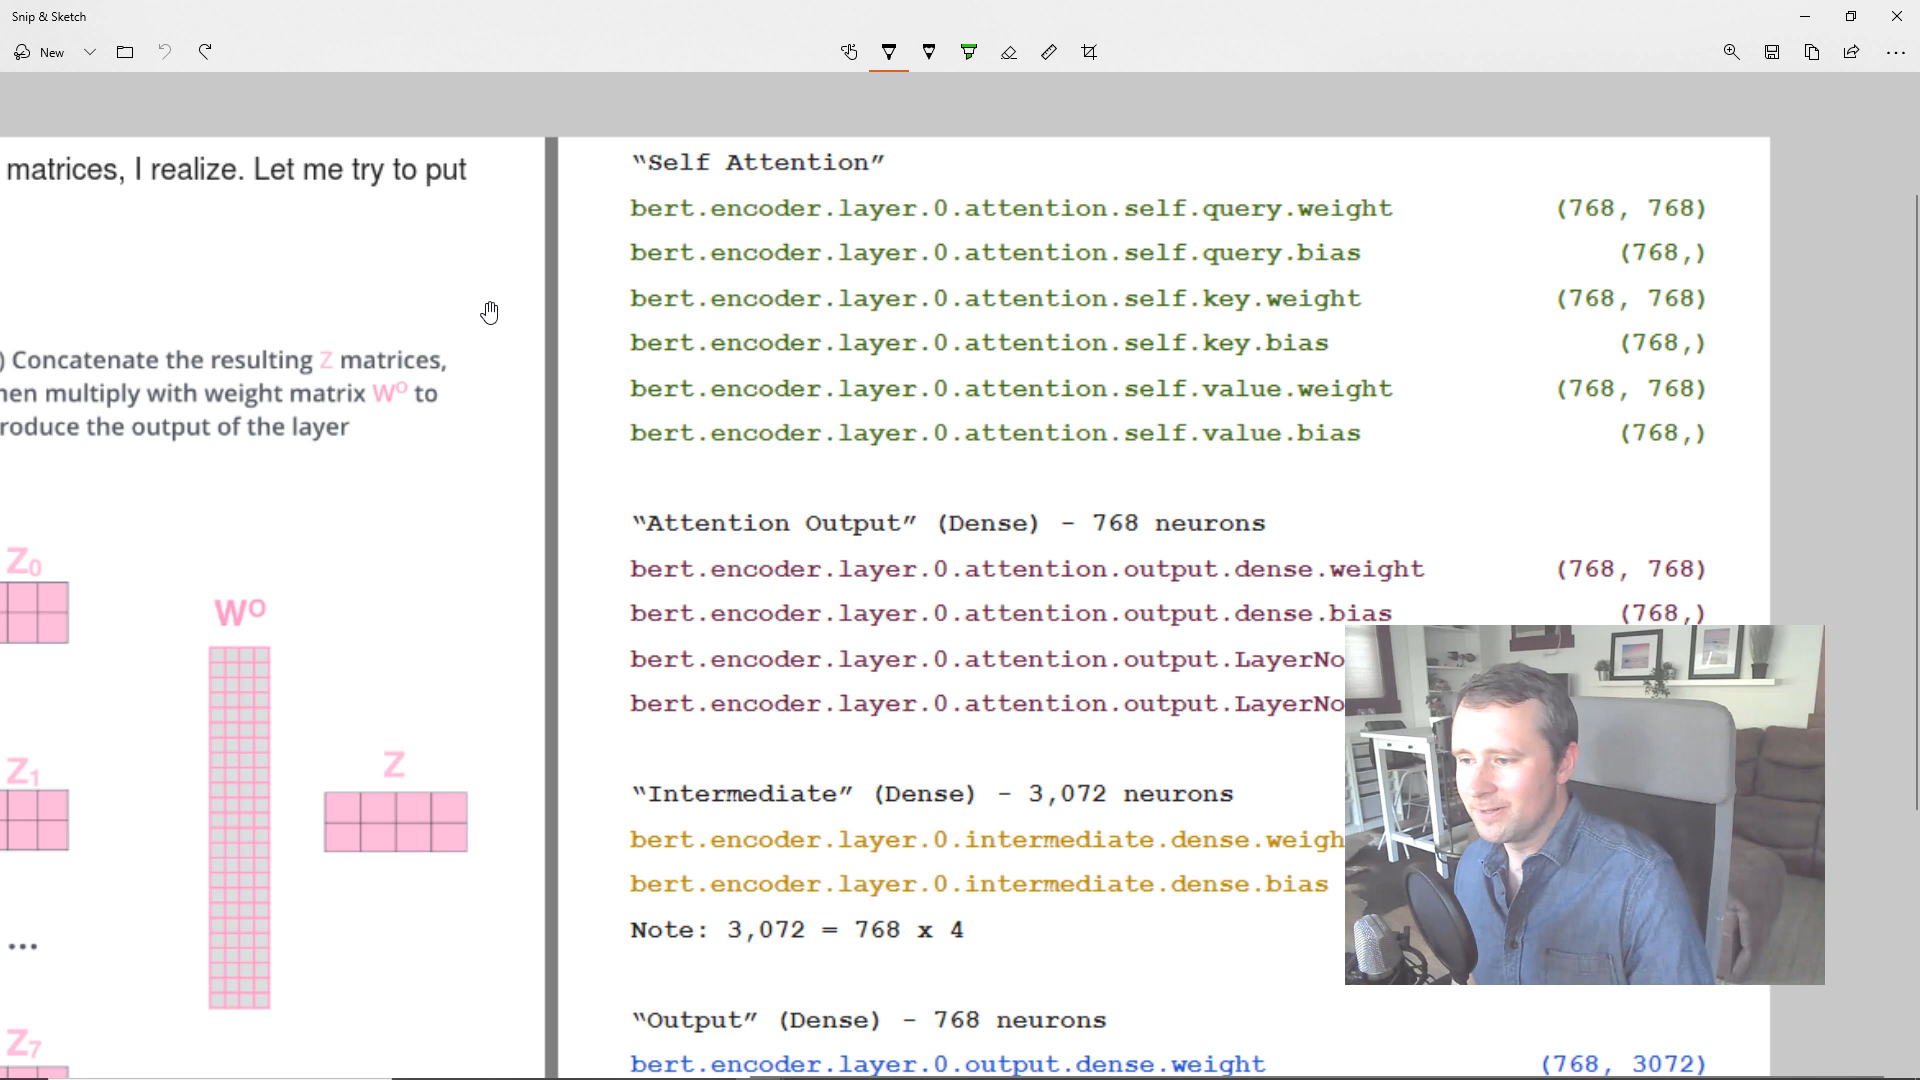 Snip & Sketch
New
matrices, I realize. Let me try to put
) Concatenate the resulting Z matrices,
hen multiply with weight matrix Wᴼ to
roduce the output of the layer
Z₀
Wᴼ
Z₁
Z
...
Z₇
“Self Attention”
bert.encoder.layer.0.attention.self.query.weight (768, 768)
bert.encoder.layer.0.attention.self.query.bias (768,)
bert.encoder.layer.0.attention.self.key.weight (768, 768)
bert.encoder.layer.0.attention.self.key.bias (768,)
bert.encoder.layer.0.attention.self.value.weight (768, 768)
bert.encoder.layer.0.attention.self.value.bias (768,)
“Attention Output” (Dense) - 768 neurons
bert.encoder.layer.0.attention.output.dense.weight (768, 768)
bert.encoder.layer.0.attention.output.dense.bias (768,)
bert.encoder.layer.0.attention.output.LayerNo
bert.encoder.layer.0.attention.output.LayerNo
“Intermediate” (Dense) - 3,072 neurons
bert.encoder.layer.0.intermediate.dense.weigh
bert.encoder.layer.0.intermediate.dense.bias
Note: 3,072 = 768 x 4
“Output” (Dense) - 768 neurons
bert.encoder.layer.0.output.dense.weight (768, 3072)